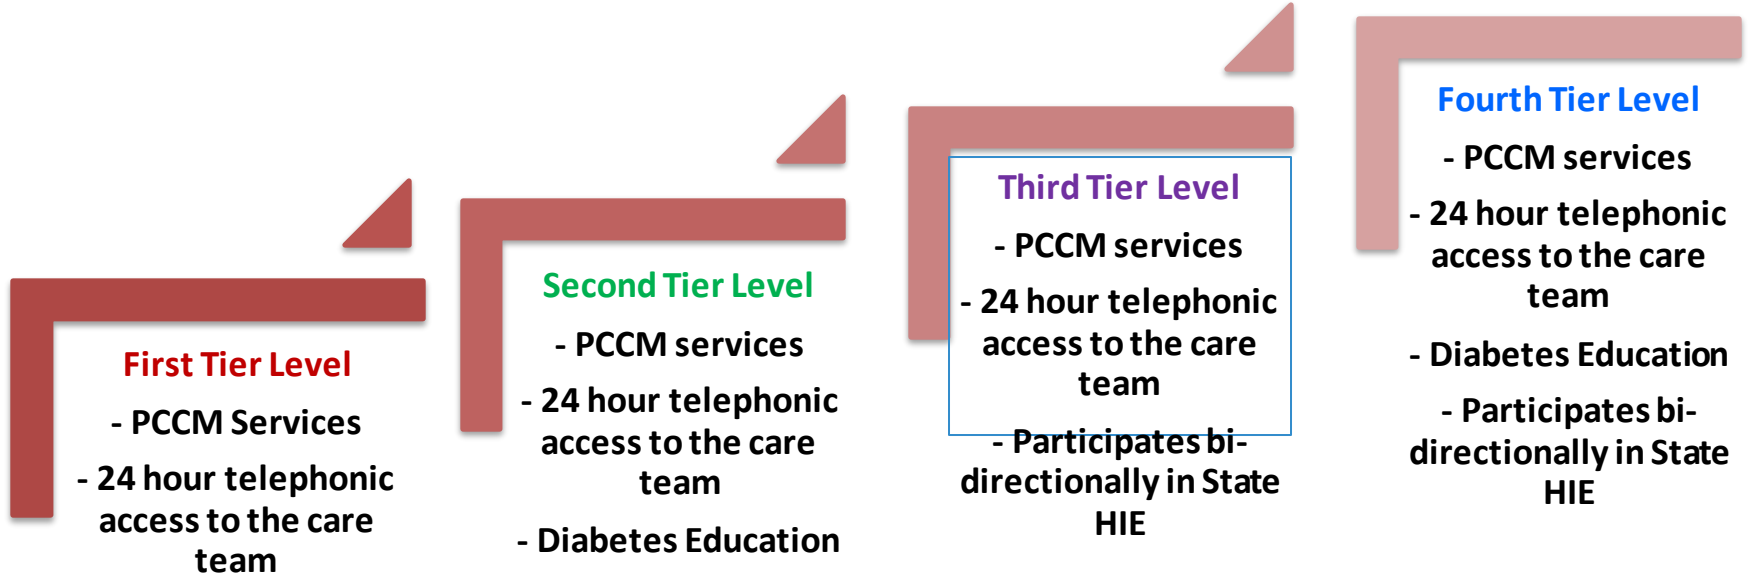 First Tier Level
- PCCM Services
- 24 hour telephonic
access to the care
team
Second Tier Level
- PCCM services
- 24 hour telephonic
access to the care
team
- Diabetes Education
Third Tier Level
- PCCM services
- 24 hour telephonic
access to the care
team
- Participates bi-
directionally in State
HIE
Fourth Tier Level
- PCCM services
- 24 hour telephonic
access to the care
team
- Diabetes Education
- Participates bi-
directionally in State
HIE